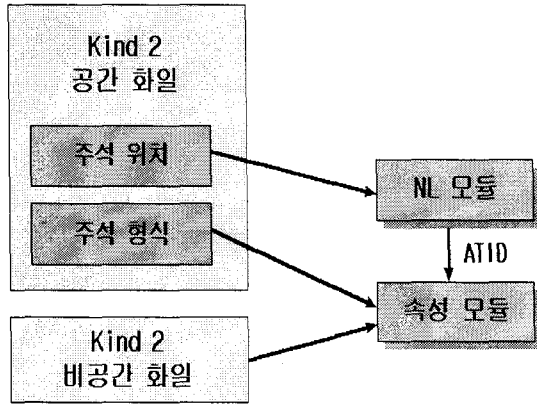 Kind 2
공간 화일
주석 위치
주석 형식
NL 모듈
ATID
속성 모듈
Kind 2
비공간 화일